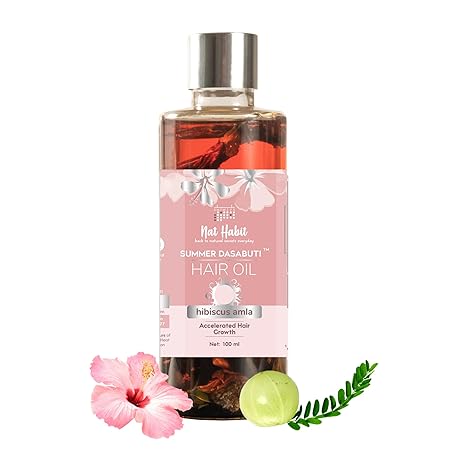 Nat Habit
back to natural secrets everyday
SUMMER DASABUTI™
HAIR OIL
hibiscus amla
Accelerated Hair
Growth
Net: 100 ml